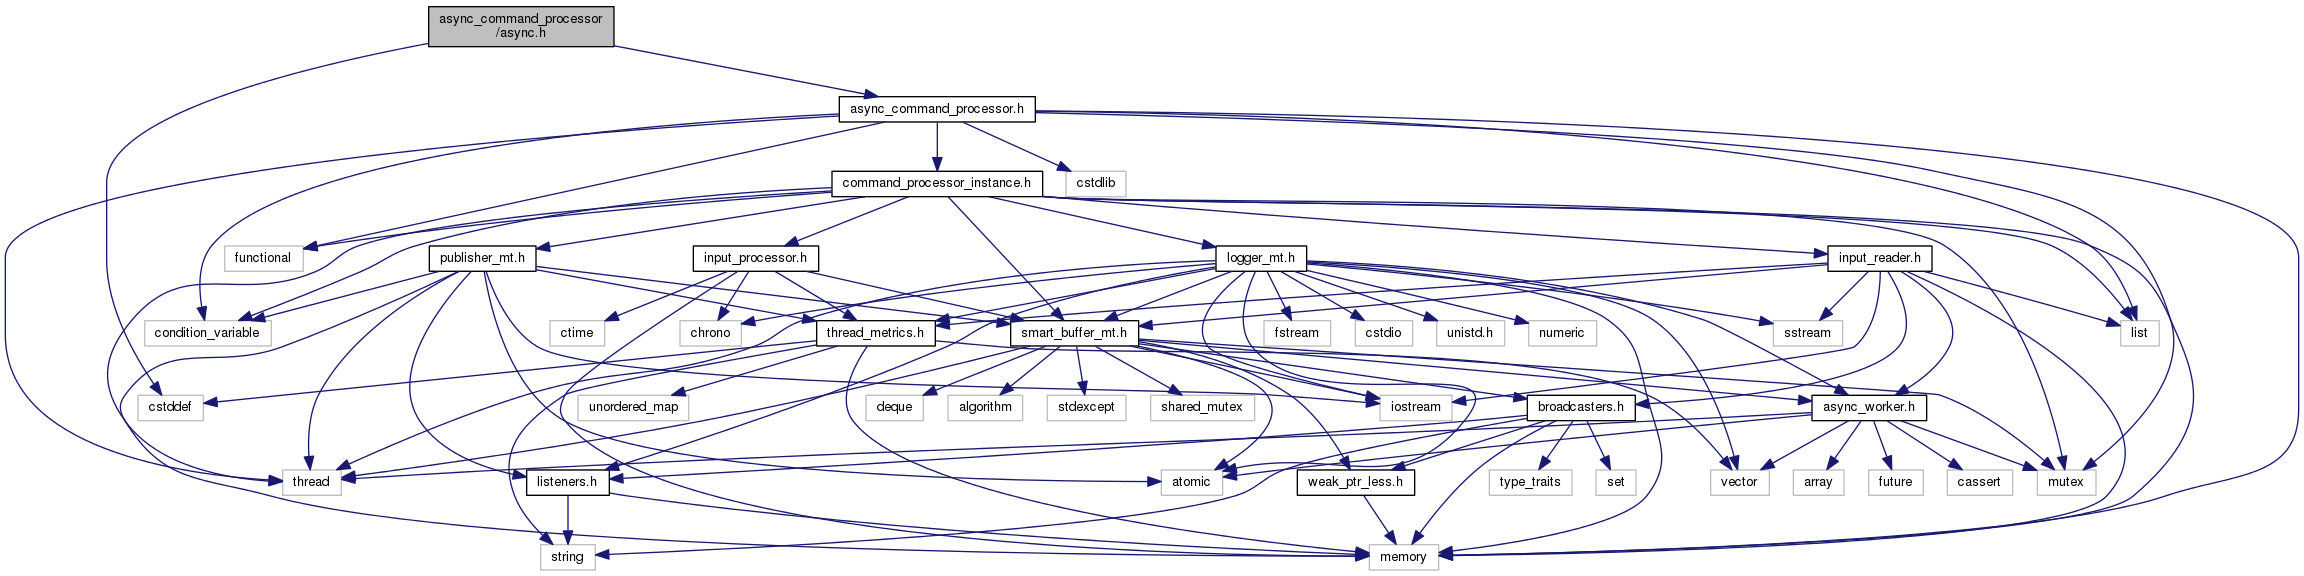 async_command_processor
/async.h
async_command_processor.h
command_processor_instance.h
cstdlib
functional
publisher_mt.h
input_processor.h
logger_mt.h
input_reader.h
condition_variable
ctime
chrono
thread_metrics.h
smart_buffer_mt.h
fstream
cstdio
unistd.h
numeric
sstream
list
cstddef
unordered_map
deque
algorithm
stdexcept
shared_mutex
iostream
broadcasters.h
async_worker.h
thread
listeners.h
atomic
weak_ptr_less.h
type_traits
set
vector
array
future
cassert
mutex
string
memory